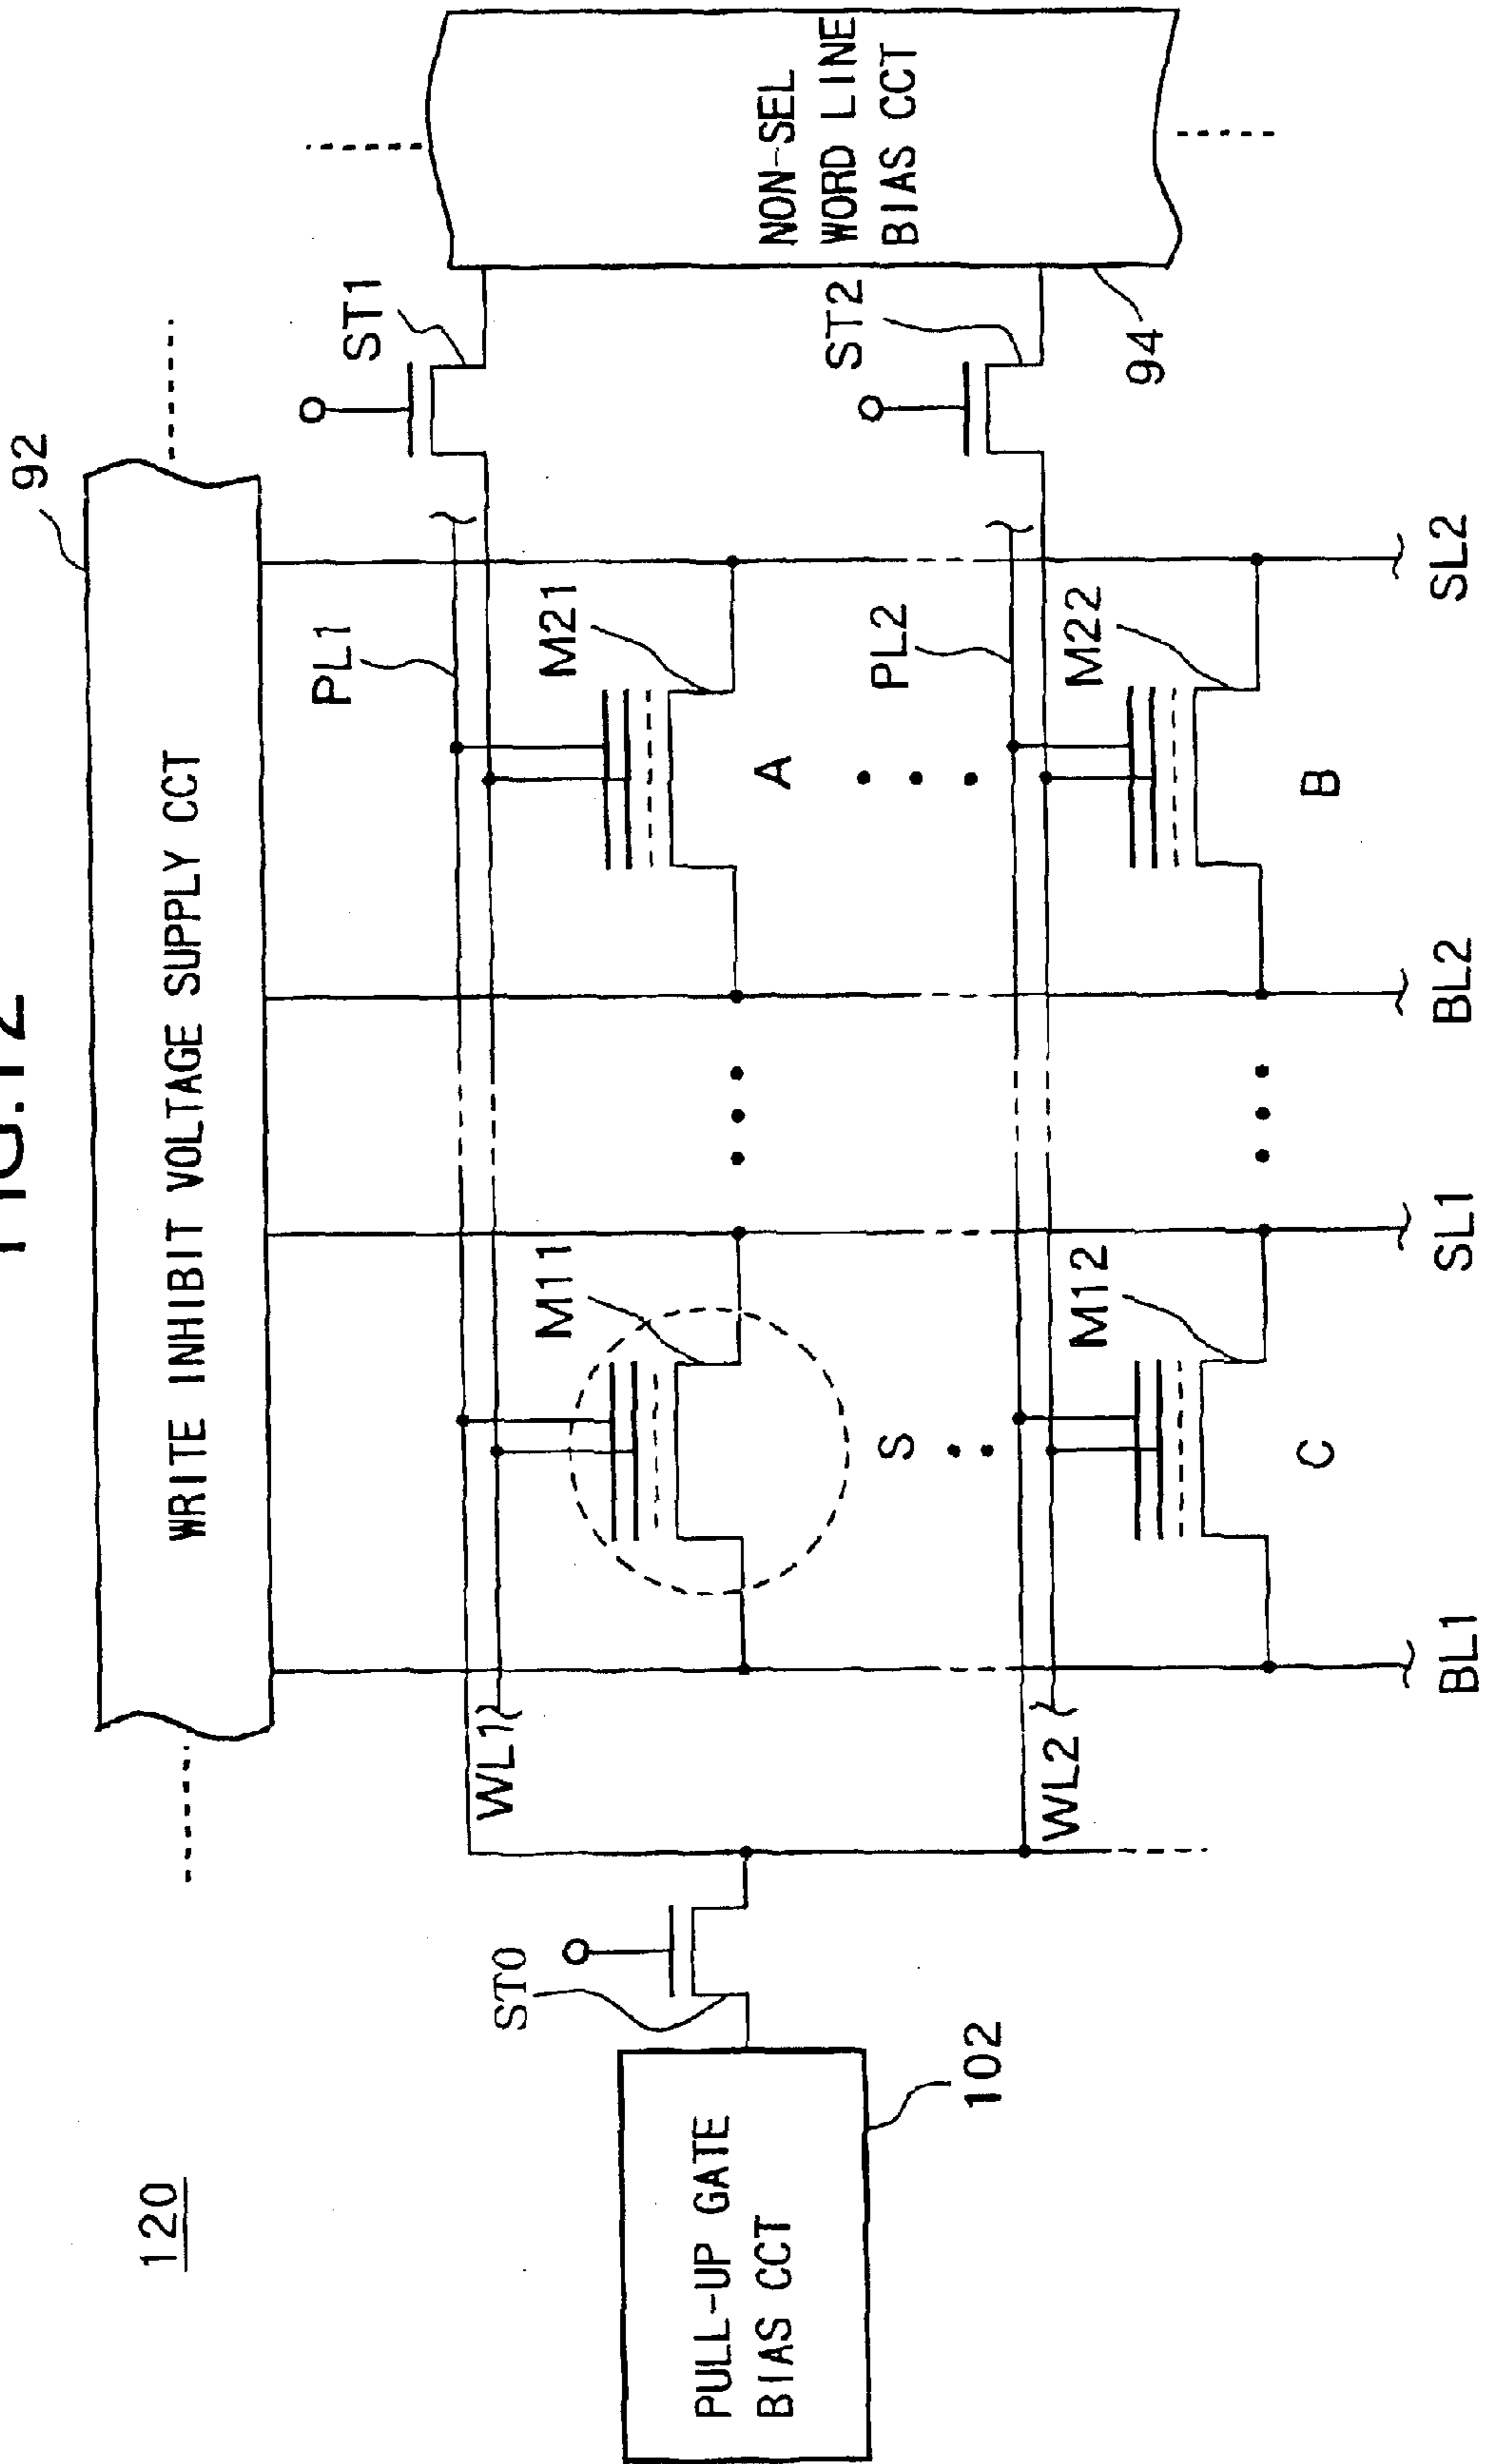 FIG.12
120
92
WRITE INHIBIT VOLTAGE SUPPLY CCT
ST1
PL1
WL1
NON-SEL
WORD LINE
BIAS CCT
M11
M21
ST0
S
A
PULL-UP GATE
BIAS CCT
102
ST2
PL2
WL2
94
M12
M22
C
B
BL1
SL1
BL2
SL2